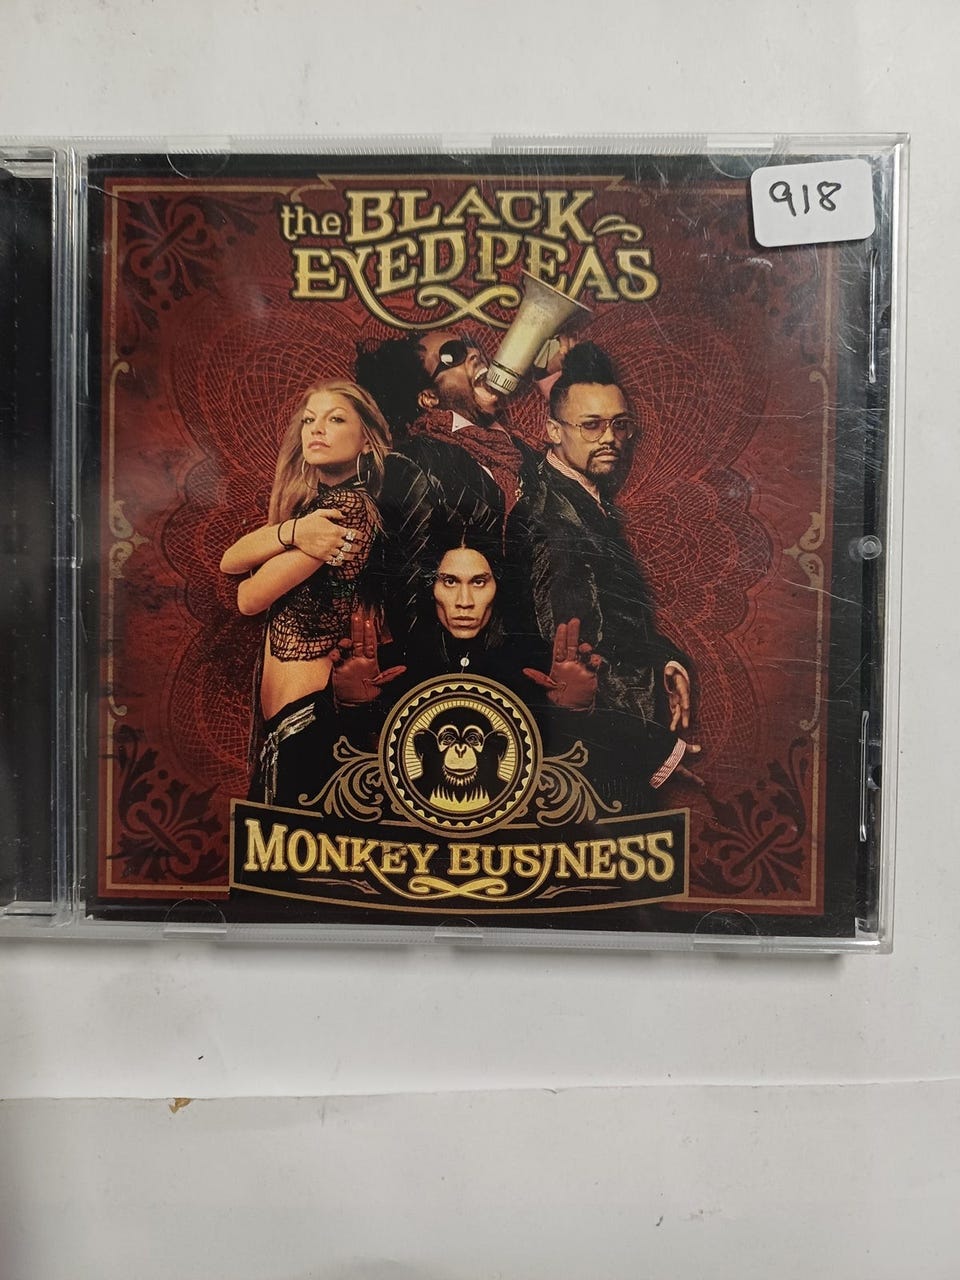 918
the BLACK
EYED PEAS
MONKEY BUSINESS